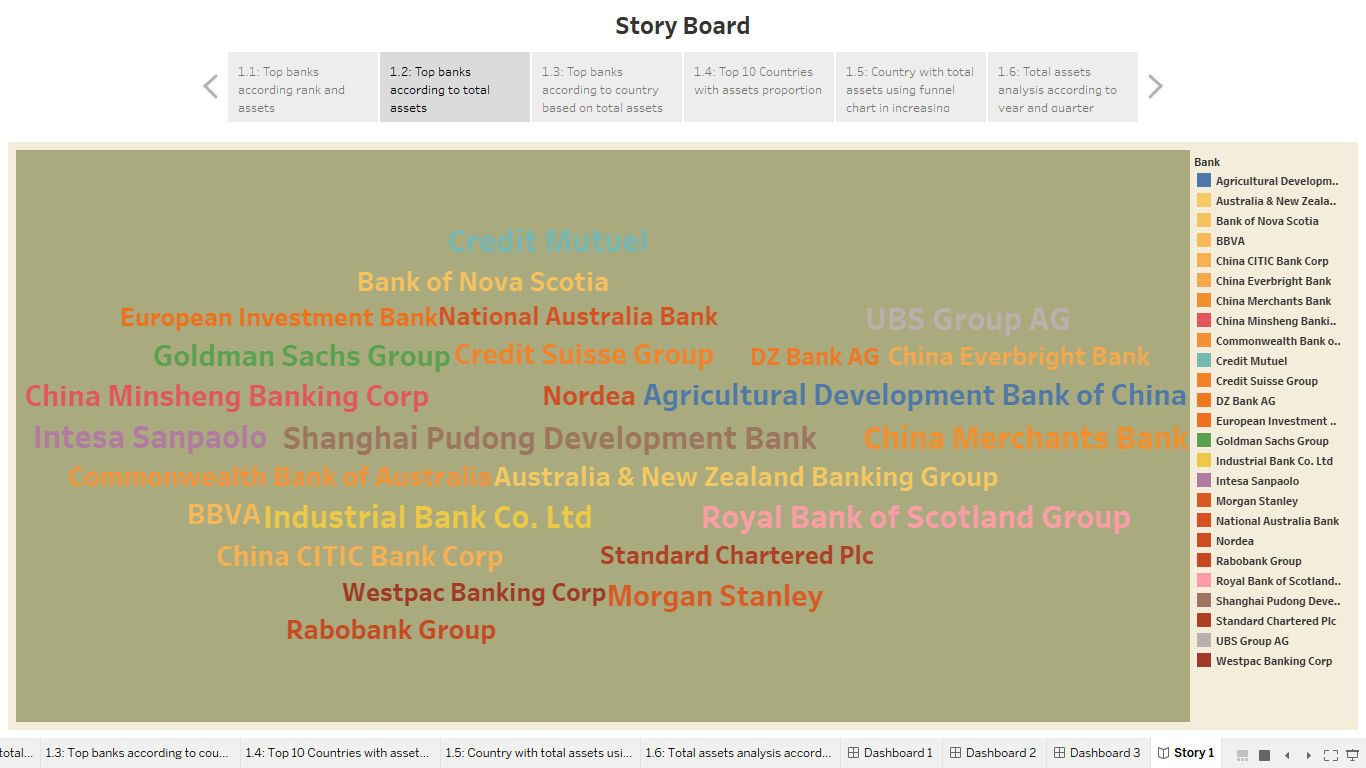 Story Board
1.1: Top banks
according rank and
assets
1.2: Top banks
according to total
assets
1.3: Top banks
according to country
based on total assets
1.4: Top 10 Countries
with assets proportion
1.5: Country with total
assets using funnel
chart in increasing
1.6: Total assets
analysis according to
year and quarter
Credit Mutuel
Bank of Nova Scotia
European Investment Bank
National Australia Bank
UBS Group AG
Goldman Sachs Group
Credit Suisse Group
DZ Bank AG
China Everbright Bank
China Minsheng Banking Corp
Nordea
Agricultural Development Bank of China
Intesa Sanpaolo
Shanghai Pudong Development Bank
China Merchants Bank
Commonwealth Bank of Australia
Australia & New Zealand Banking Group
BBVA
Industrial Bank Co. Ltd
Royal Bank of Scotland Group
China CITIC Bank Corp
Standard Chartered Plc
Westpac Banking Corp
Morgan Stanley
Rabobank Group
Bank
Agricultural Developm..
Australia & New Zeala..
Bank of Nova Scotia
BBVA
China CITIC Bank Corp
China Everbright Bank
China Merchants Bank
China Minsheng Banki..
Commonwealth Bank o..
Credit Mutuel
Credit Suisse Group
DZ Bank AG
European Investment ..
Goldman Sachs Group
Industrial Bank Co. Ltd
Intesa Sanpaolo
Morgan Stanley
National Australia Bank
Nordea
Rabobank Group
Royal Bank of Scotland..
Shanghai Pudong Deve..
Standard Chartered Plc
UBS Group AG
Westpac Banking Corp
total...
1.3: Top banks according to cou...
1.4: Top 10 Countries with asset...
1.5: Country with total assets usi...
1.6: Total assets analysis accord...
Dashboard 1
Dashboard 2
Dashboard 3
Story 1